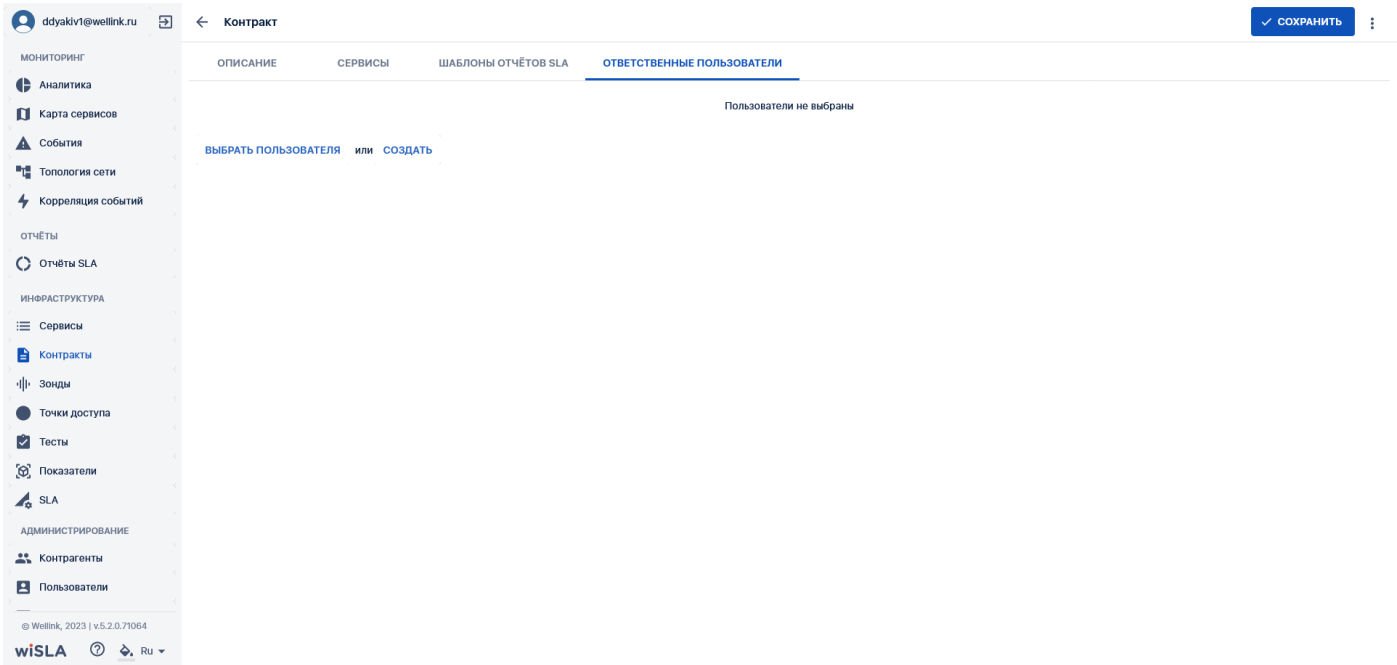 ddyakiv1@wellink.ru
МОНИТОРИНГ
Аналитика
Карта сервисов
События
Топология сети
Корреляция событий
ОТЧЁТЫ
Отчёты SLA
ИНФРАСТРУКТУРА
Сервисы
Контракты
Зонды
Точки доступа
Тесты
Показатели
SLA
АДМИНИСТРИРОВАНИЕ
Контрагенты
Пользователи
© Wellink, 2023 | v.5.2.0.71064
wiSLA
Ru
Контракт
СОХРАНИТЬ
ОПИСАНИЕ СЕРВИСЫ ШАБЛОНЫ ОТЧЁТОВ SLA ОТВЕТСТВЕННЫЕ ПОЛЬЗОВАТЕЛИ
Пользователи не выбраны
ВЫБРАТЬ ПОЛЬЗОВАТЕЛЯ или СОЗДАТЬ